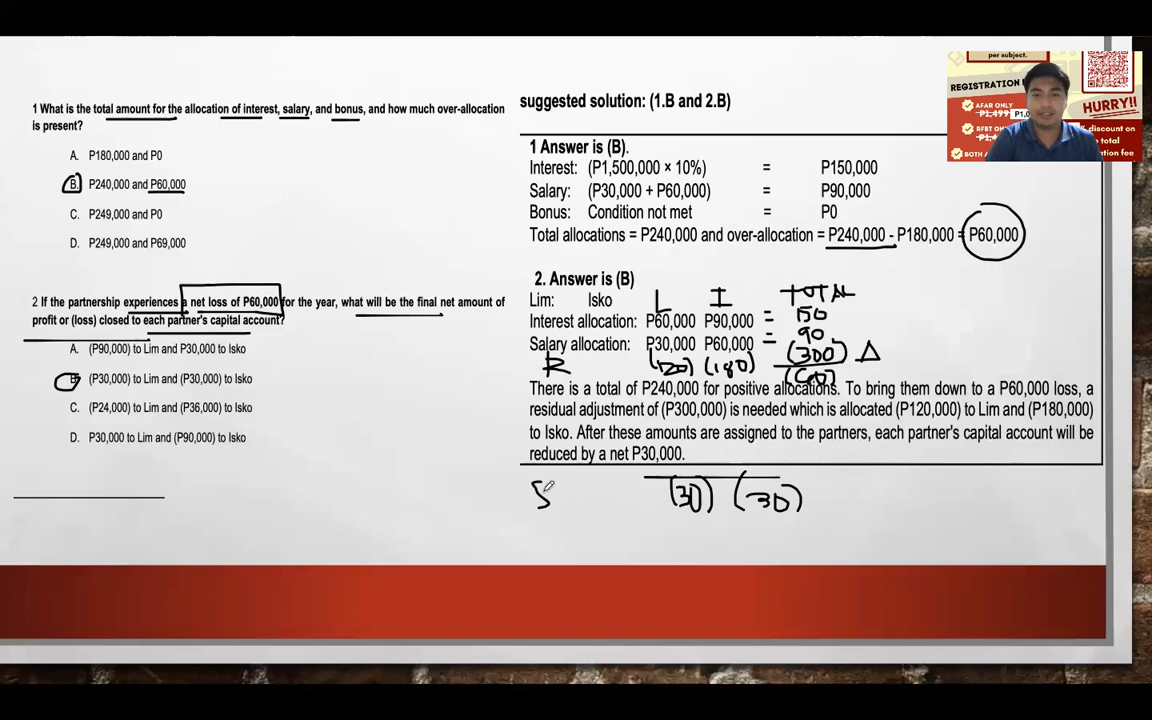 1 What is the total amount for the allocation of interest, salary, and bonus, and how much over-allocation
is present?
A. P180,000 and P0
B. P240,000 and P60,000
C. P249,000 and P0
D. P249,000 and P69,000
2 If the partnership experiences a net loss of P60,000 for the year, what will be the final net amount of
profit or (loss) closed to each partner's capital account?
A. (P90,000) to Lim and P30,000 to Isko
B. (P30,000) to Lim and (P30,000) to Isko
C. (P24,000) to Lim and (P36,000) to Isko
D. P30,000 to Lim and (P90,000) to Isko
suggested solution: (1.B and 2.B)
1 Answer is (B).
Interest: (P1,500,000 × 10%) = P150,000
Salary: (P30,000 + P60,000) = P90,000
Bonus: Condition not met = P0
Total allocations = P240,000 and over-allocation = P240,000 - P180,000 = P60,000
2. Answer is (B)
Lim: Isko L I TOTAL
Interest allocation: P60,000 P90,000 = 150
Salary allocation: P30,000 P60,000 = 90
R (120) (180) (300) Δ
(60)
There is a total of P240,000 for positive allocations. To bring them down to a P60,000 loss, a
residual adjustment of (P300,000) is needed which is allocated (P120,000) to Lim and (P180,000)
to Isko. After these amounts are assigned to the partners, each partner's capital account will be
reduced by a net P30,000.
S (30) (30)
per subject.
REGISTRATION
AFAR ONLY
P1,499
RFBT
BOTH
HURRY!!
discount on
total
fee